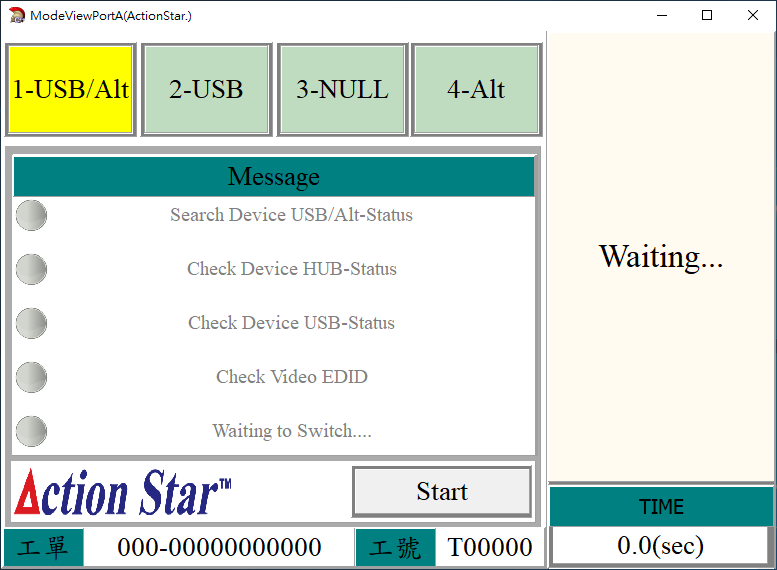 ModeViewPortA(ActionStar.)
1-USB/Alt
2-USB
3-NULL
4-Alt
Message
Search Device USB/Alt-Status
Check Device HUB-Status
Check Device USB-Status
Check Video EDID
Waiting to Switch....
Action Star™
Start
工單
000-00000000000
工號
T00000
Waiting...
TIME
0.0(sec)